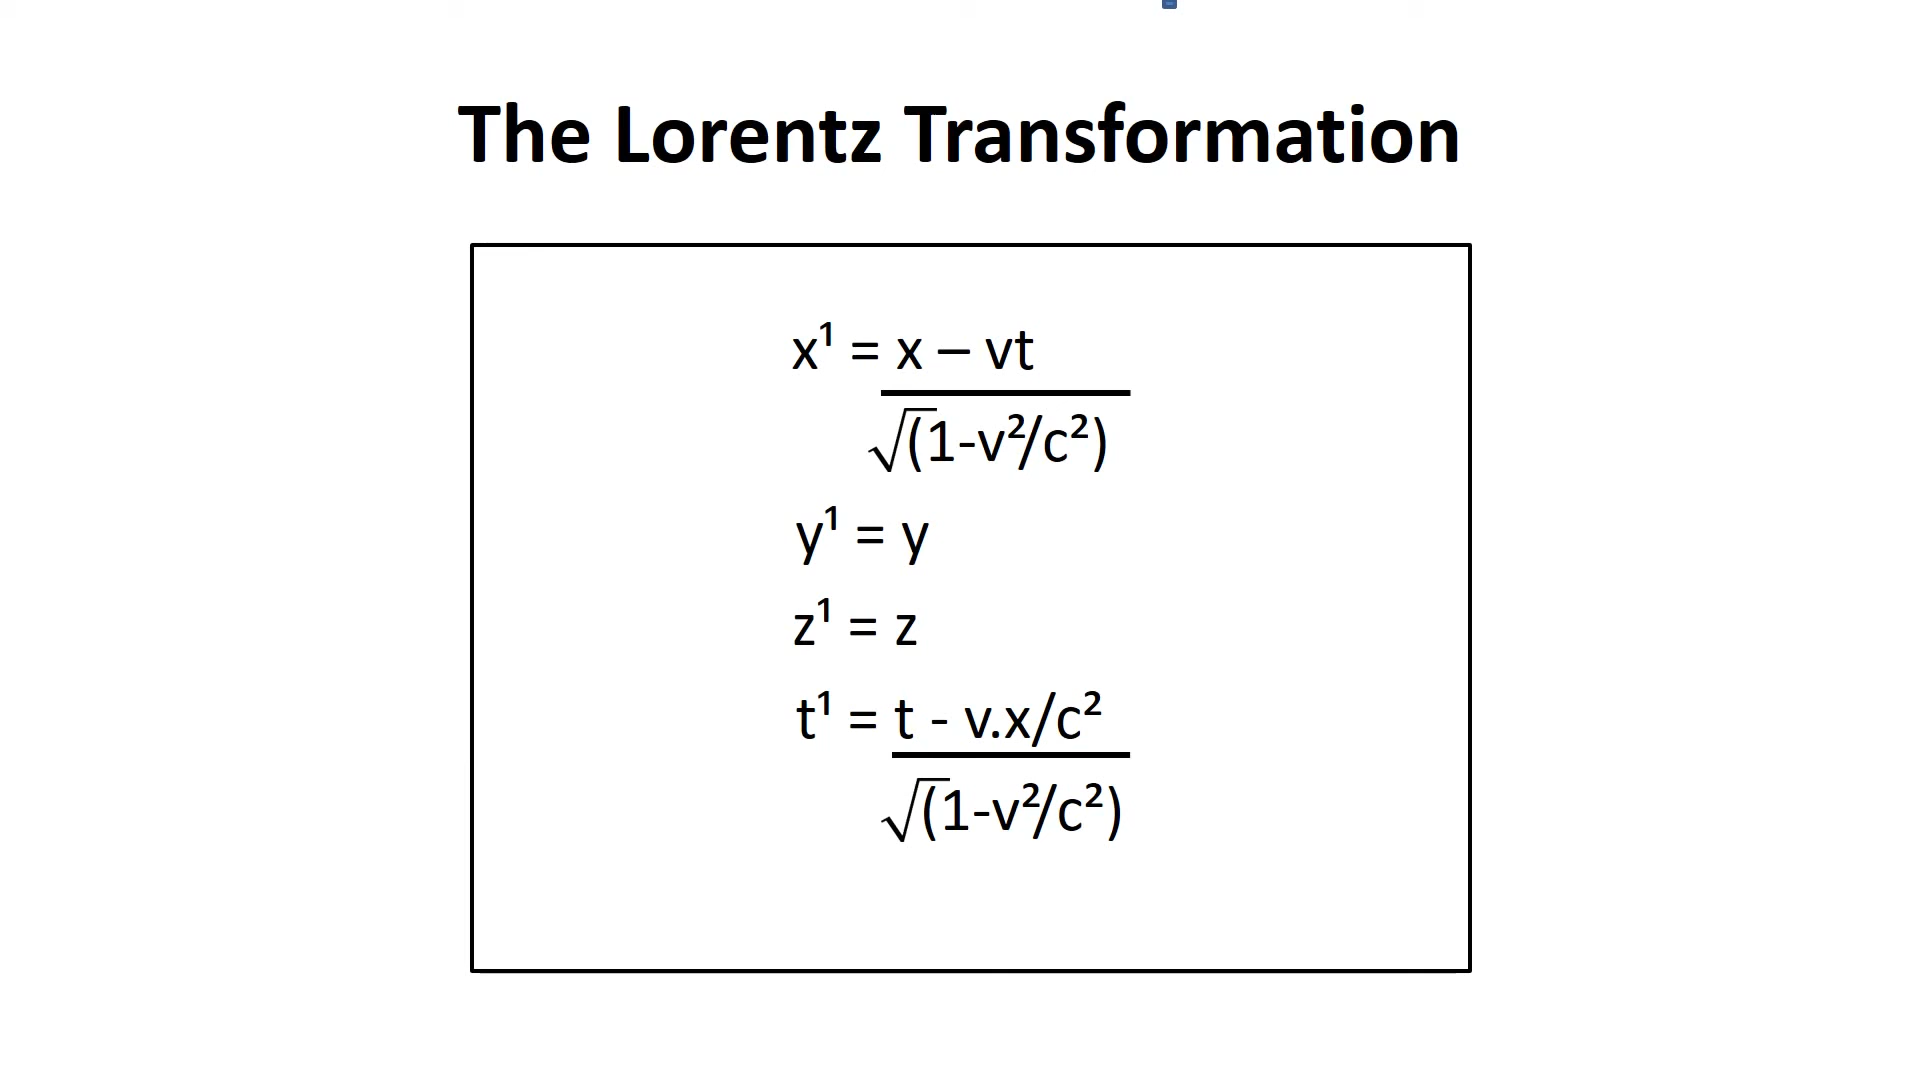 The Lorentz Transformation
x¹ = x – vt
√(1-v²/c²)
y¹ = y
z¹ = z
t¹ = t - v.x/c²
√(1-v²/c²)